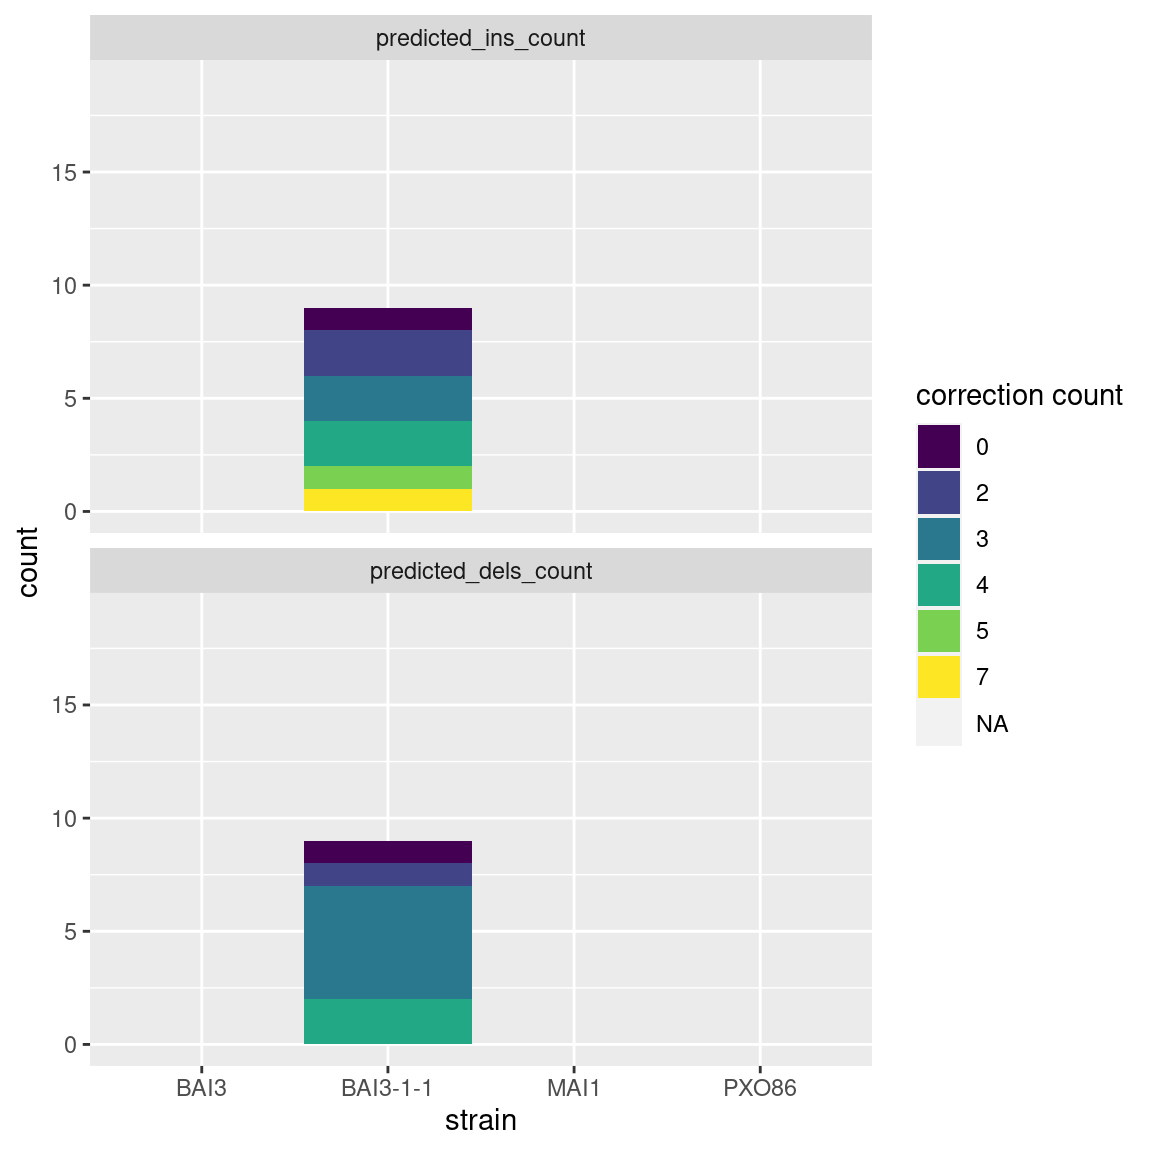 predicted_ins_count
15
10
5
0
predicted_dels_count
15
10
5
0
count
BAI3 BAI3-1-1 MAI1 PXO86
strain
correction count
0
2
3
4
5
7
NA